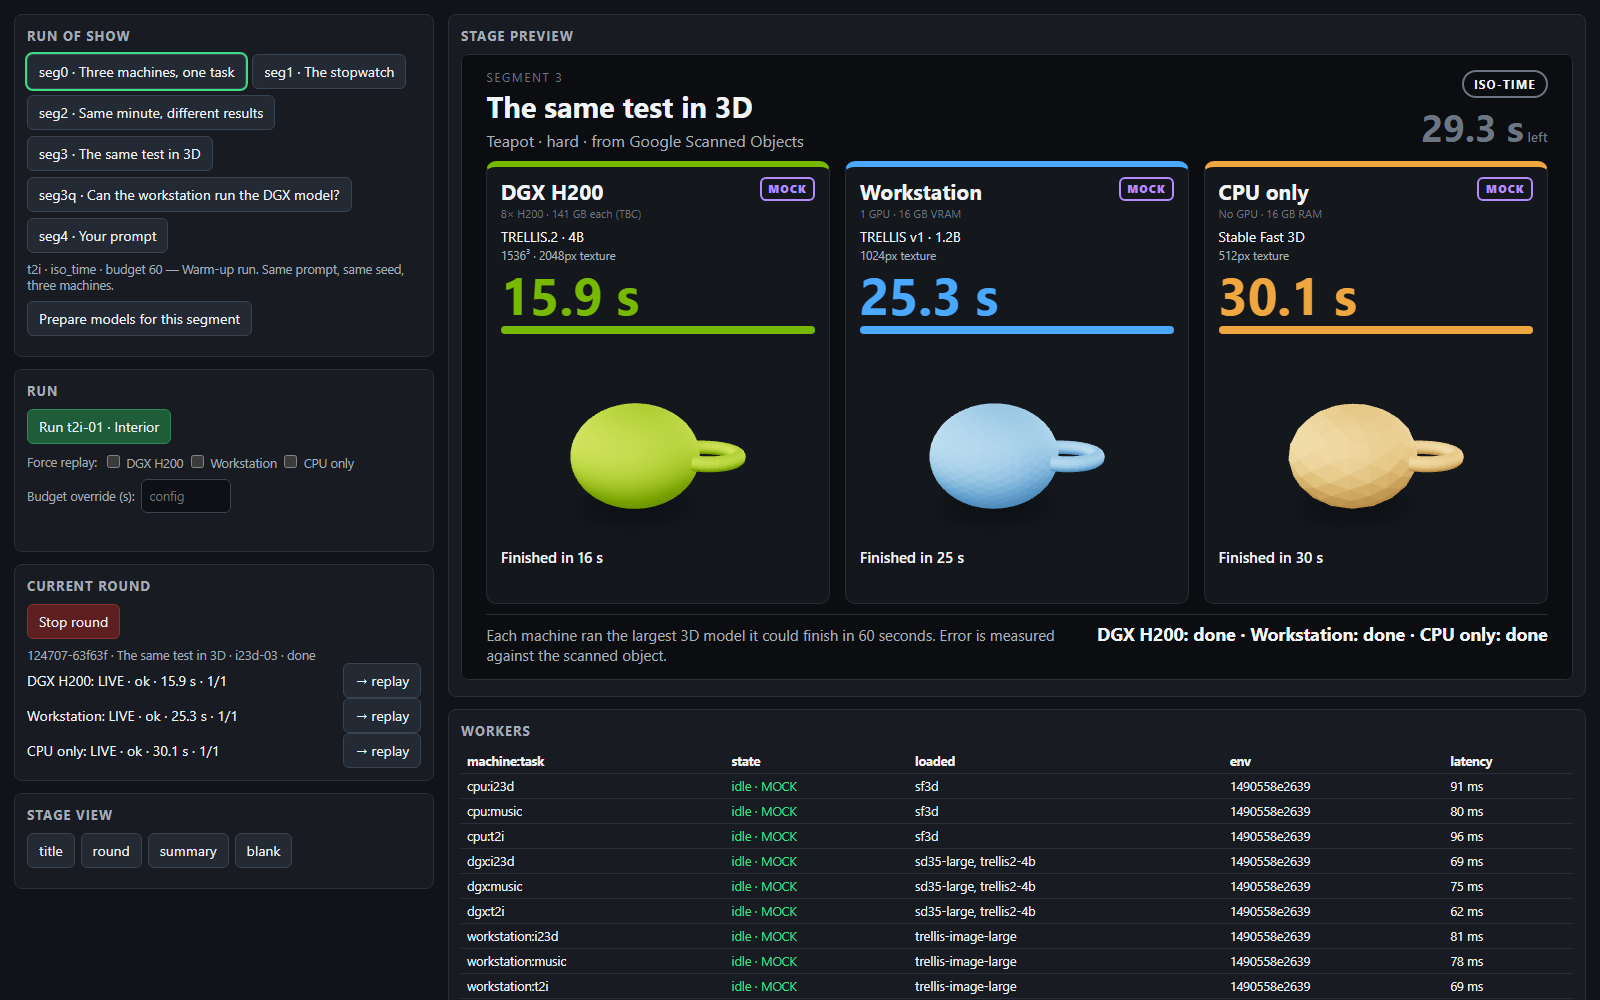 RUN OF SHOW
seg0 · Three machines, one task
seg1 · The stopwatch
seg2 · Same minute, different results
seg3 · The same test in 3D
seg3q · Can the workstation run the DGX model?
seg4 · Your prompt
t2i · iso_time · budget 60 — Warm-up run. Same prompt, same seed,
three machines.
Prepare models for this segment
RUN
Run t2i-01 · Interior
Force replay: DGX H200 Workstation CPU only
Budget override (s): config
CURRENT ROUND
Stop round
124707-63f63f · The same test in 3D · i23d-03 · done
DGX H200: LIVE · ok · 15.9 s · 1/1
→ replay
Workstation: LIVE · ok · 25.3 s · 1/1
→ replay
CPU only: LIVE · ok · 30.1 s · 1/1
→ replay
STAGE VIEW
title
round
summary
blank
STAGE PREVIEW
SEGMENT 3
The same test in 3D
Teapot · hard · from Google Scanned Objects
ISO-TIME
29.3 s left
DGX H200
MOCK
8× H200 · 141 GB each (TBC)
TRELLIS.2 · 4B
1536³ · 2048px texture
15.9 s
Finished in 16 s
Workstation
MOCK
1 GPU · 16 GB VRAM
TRELLIS v1 · 1.2B
1024px texture
25.3 s
Finished in 25 s
CPU only
MOCK
No GPU · 16 GB RAM
Stable Fast 3D
512px texture
30.1 s
Finished in 30 s
Each machine ran the largest 3D model it could finish in 60 seconds. Error is measured
against the scanned object.
DGX H200: done · Workstation: done · CPU only: done
WORKERS
machine:task state loaded env latency
cpu:i23d idle · MOCK sf3d 1490558e2639 91 ms
cpu:music idle · MOCK sf3d 1490558e2639 80 ms
cpu:t2i idle · MOCK sf3d 1490558e2639 96 ms
dgx:i23d idle · MOCK sd35-large, trellis2-4b 1490558e2639 69 ms
dgx:music idle · MOCK sd35-large, trellis2-4b 1490558e2639 75 ms
dgx:t2i idle · MOCK sd35-large, trellis2-4b 1490558e2639 62 ms
workstation:i23d idle · MOCK trellis-image-large 1490558e2639 81 ms
workstation:music idle · MOCK trellis-image-large 1490558e2639 78 ms
workstation:t2i idle · MOCK trellis-image-large 1490558e2639 69 ms